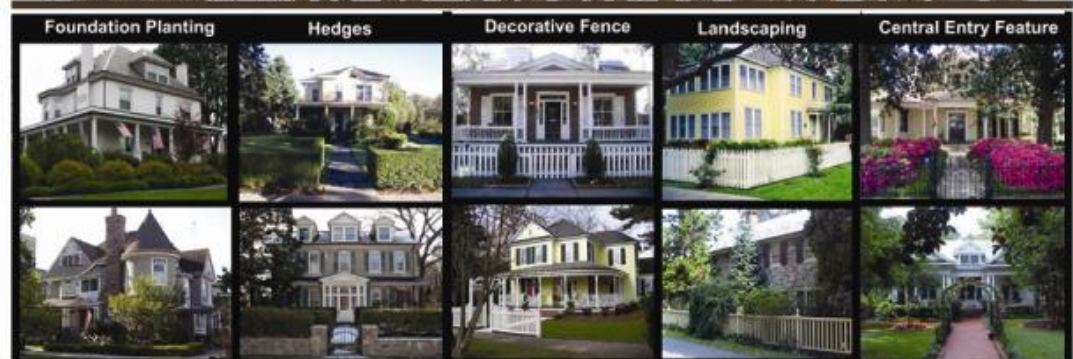 Foundation Planting
Hedges
Decorative Fence
Landscaping
Central Entry Feature